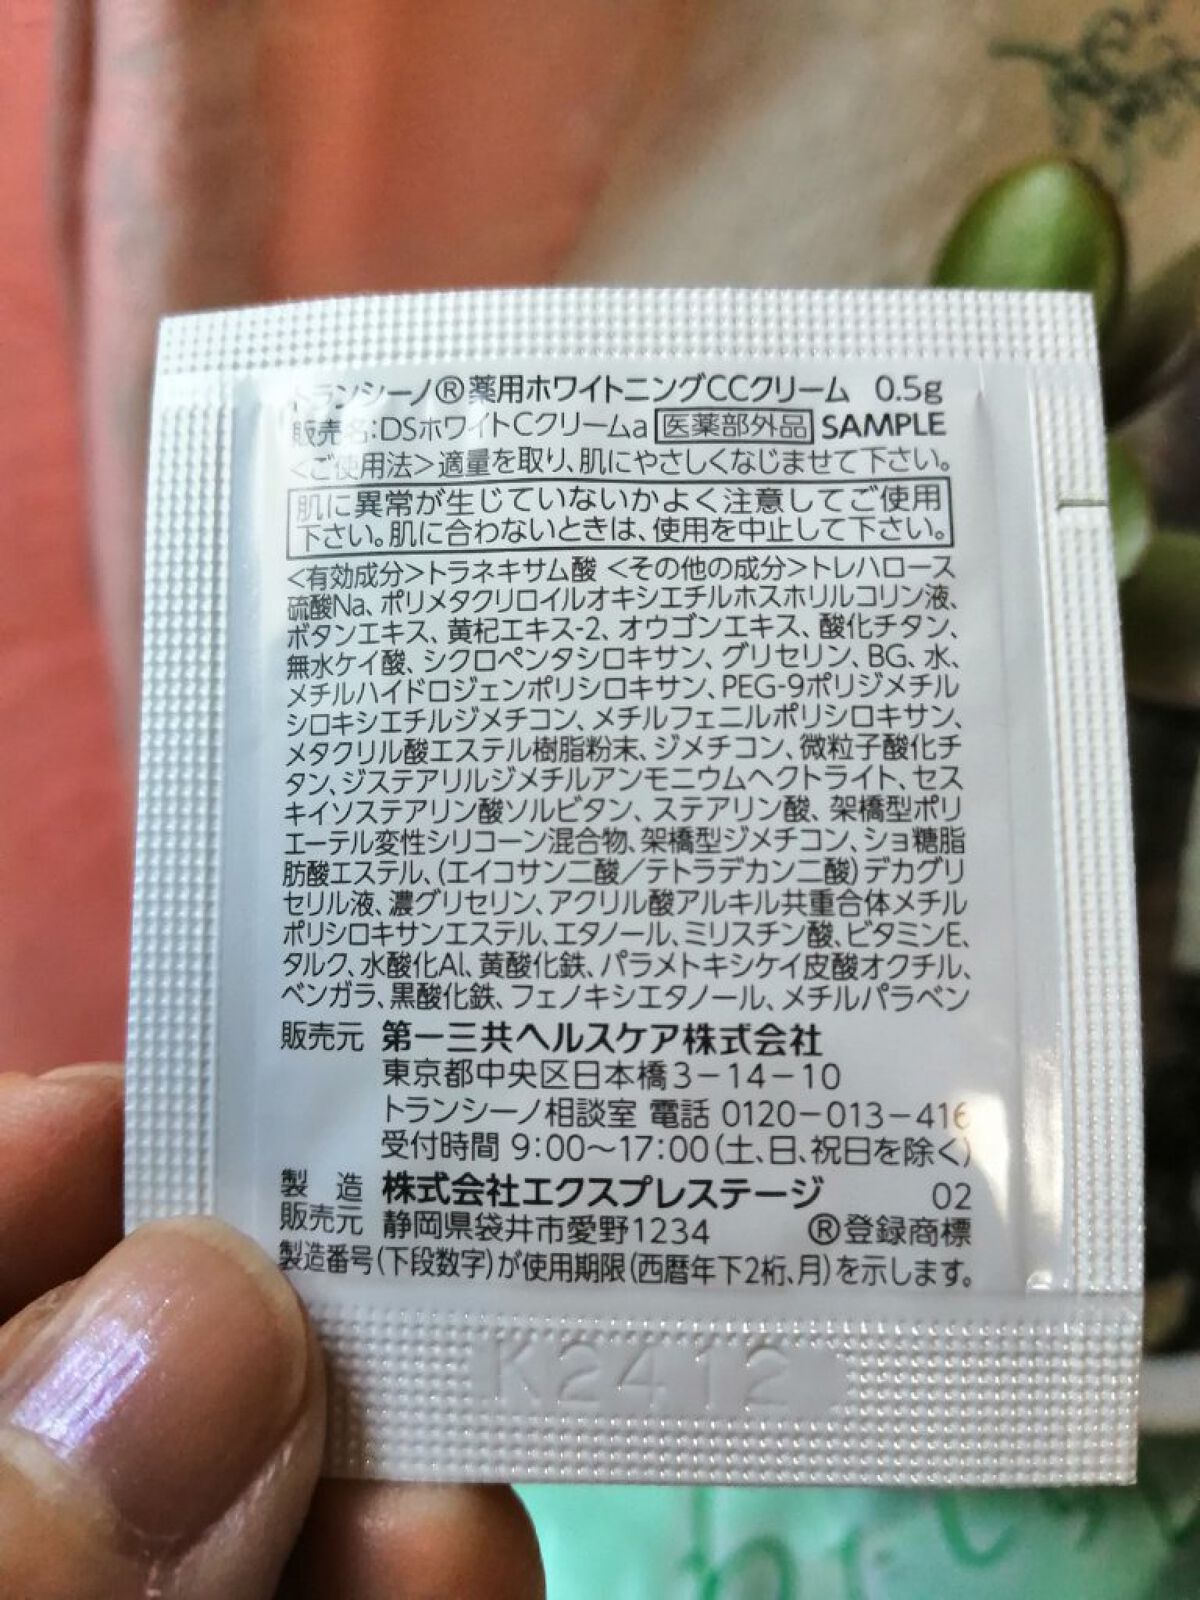 トランシーノ®薬用ホワイトニングCCクリーム 0.5g
販売名:DSホワイトCクリームa 医薬部外品 SAMPLE
<ご使用法>適量を取り、肌にやさしくなじませて下さい。
肌に異常が生じていないかよく注意してご使用
下さい。肌に合わないときは、使用を中止して下さい。
<有効成分>トラネキサム酸 <その他の成分>トレハロース
硫酸Na、ポリメタクリロイルオキシエチルホスホリルコリン液、
ボタンエキス、黄杞エキス-2、オウゴンエキス、酸化チタン、
無水ケイ酸、シクロペンタシロキサン、グリセリン、BG、水、
メチルハイドロジェンポリシロキサン、PEG-9ポリジメチル
シロキシエチルジメチコン、メチルフェニルポリシロキサン、
メタクリル酸エステル樹脂粉末、ジメチコン、微粒子酸化チ
タン、ジステアリルジメチルアンモニウムヘクトライト、セス
キイソステアリン酸ソルビタン、ステアリン酸、架橋型ポリ
エーテル変性シリコーン混合物、架橋型ジメチコン、ショ糖脂
肪酸エステル、(エイコサン二酸/テトラデカン二酸)デカグリ
セリル液、濃グリセリン、アクリル酸アルキル共重合体メチル
ポリシロキサンエステル、エタノール、ミリスチン酸、ビタミンE、
タルク、水酸化Al、黄酸化鉄、パラメトキシケイ皮酸オクチル、
ベンガラ、黒酸化鉄、フェノキシエタノール、メチルパラベン
販売元 第一三共ヘルスケア株式会社
東京都中央区日本橋3-14-10
トランシーノ相談室 電話 0120-013-416
受付時間 9:00~17:00(土、日、祝日を除く)
製造 株式会社エクスプレステージ 02
販売元 静岡県袋井市愛野1234 ®登録商標
製造番号(下段数字)が使用期限(西暦年下2桁、月)を示します。
K2412